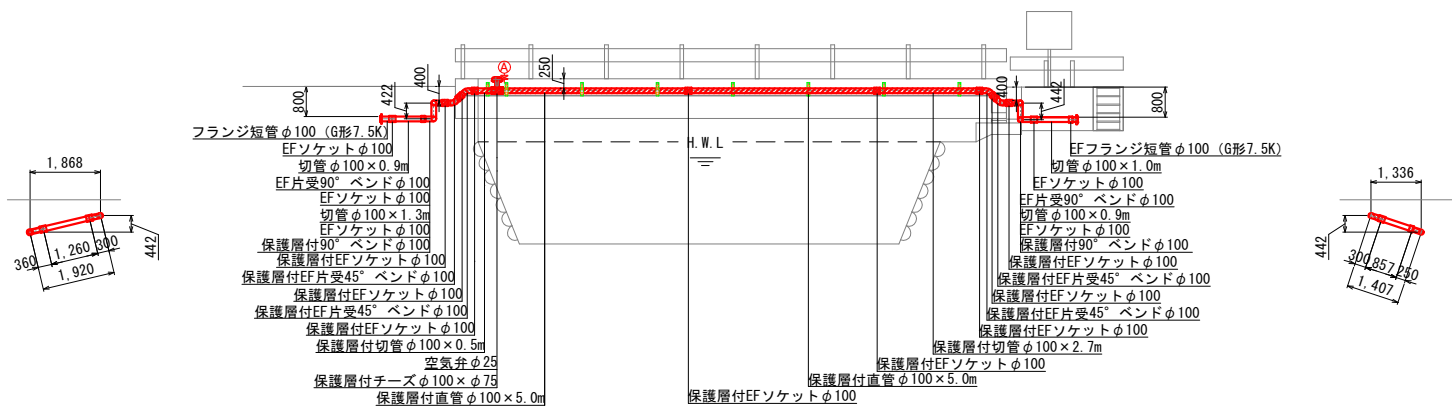 Ⓐ
400
250
400
422
442
800
800
H.W.L
フランジ短管φ100 (G形7.5K)
EFソケットφ100
切管φ100×0.9m
EF片受90°ベンドφ100
EFソケットφ100
切管φ100×1.3m
EFソケットφ100
保護層付90°ベンドφ100
保護層付EFソケットφ100
保護層付EF片受45°ベンドφ100
保護層付EFソケットφ100
保護層付EF片受45°ベンドφ100
保護層付EFソケットφ100
保護層付切管φ100×0.5m
空気弁φ25
保護層付チーズφ100×φ75
保護層付直管φ100×5.0m
保護層付EFソケットφ100
保護層付直管φ100×5.0m
保護層付EFソケットφ100
保護層付切管φ100×2.7m
保護層付EFソケットφ100
保護層付EF片受45°ベンドφ100
保護層付EFソケットφ100
保護層付EF片受45°ベンドφ100
保護層付EFソケットφ100
保護層付90°ベンドφ100
EFソケットφ100
切管φ100×0.9m
EF片受90°ベンドφ100
EFソケットφ100
切管φ100×1.0m
EFフランジ短管φ100 (G形7.5K)
1,868
442
360
1,260
300
1,920
1,336
442
300
857
250
1,407